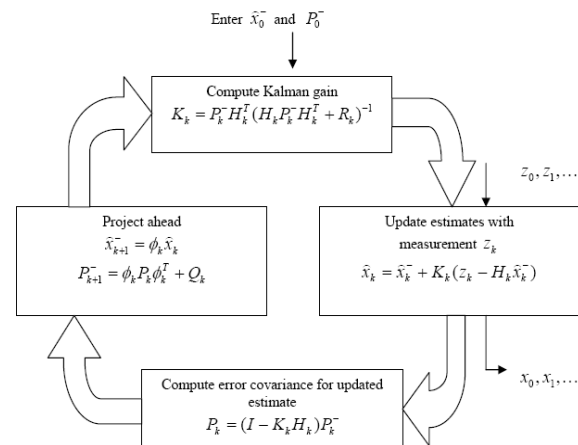 Enter x̂₀⁻ and P₀⁻
Compute Kalman gain
Kₖ = Pₖ⁻Hₖᵀ(HₖPₖ⁻Hₖᵀ + Rₖ)⁻¹
z₀, z₁, …
Project ahead
x̂ₖ₊₁⁻ = ϕₖx̂ₖ
Pₖ₊₁⁻ = ϕₖPₖϕₖᵀ + Qₖ
Update estimates with
measurement zₖ
x̂ₖ = x̂ₖ⁻ + Kₖ(zₖ − Hₖx̂ₖ⁻)
x₀, x₁, …
Compute error covariance for updated
estimate
Pₖ = (I − KₖHₖ)Pₖ⁻